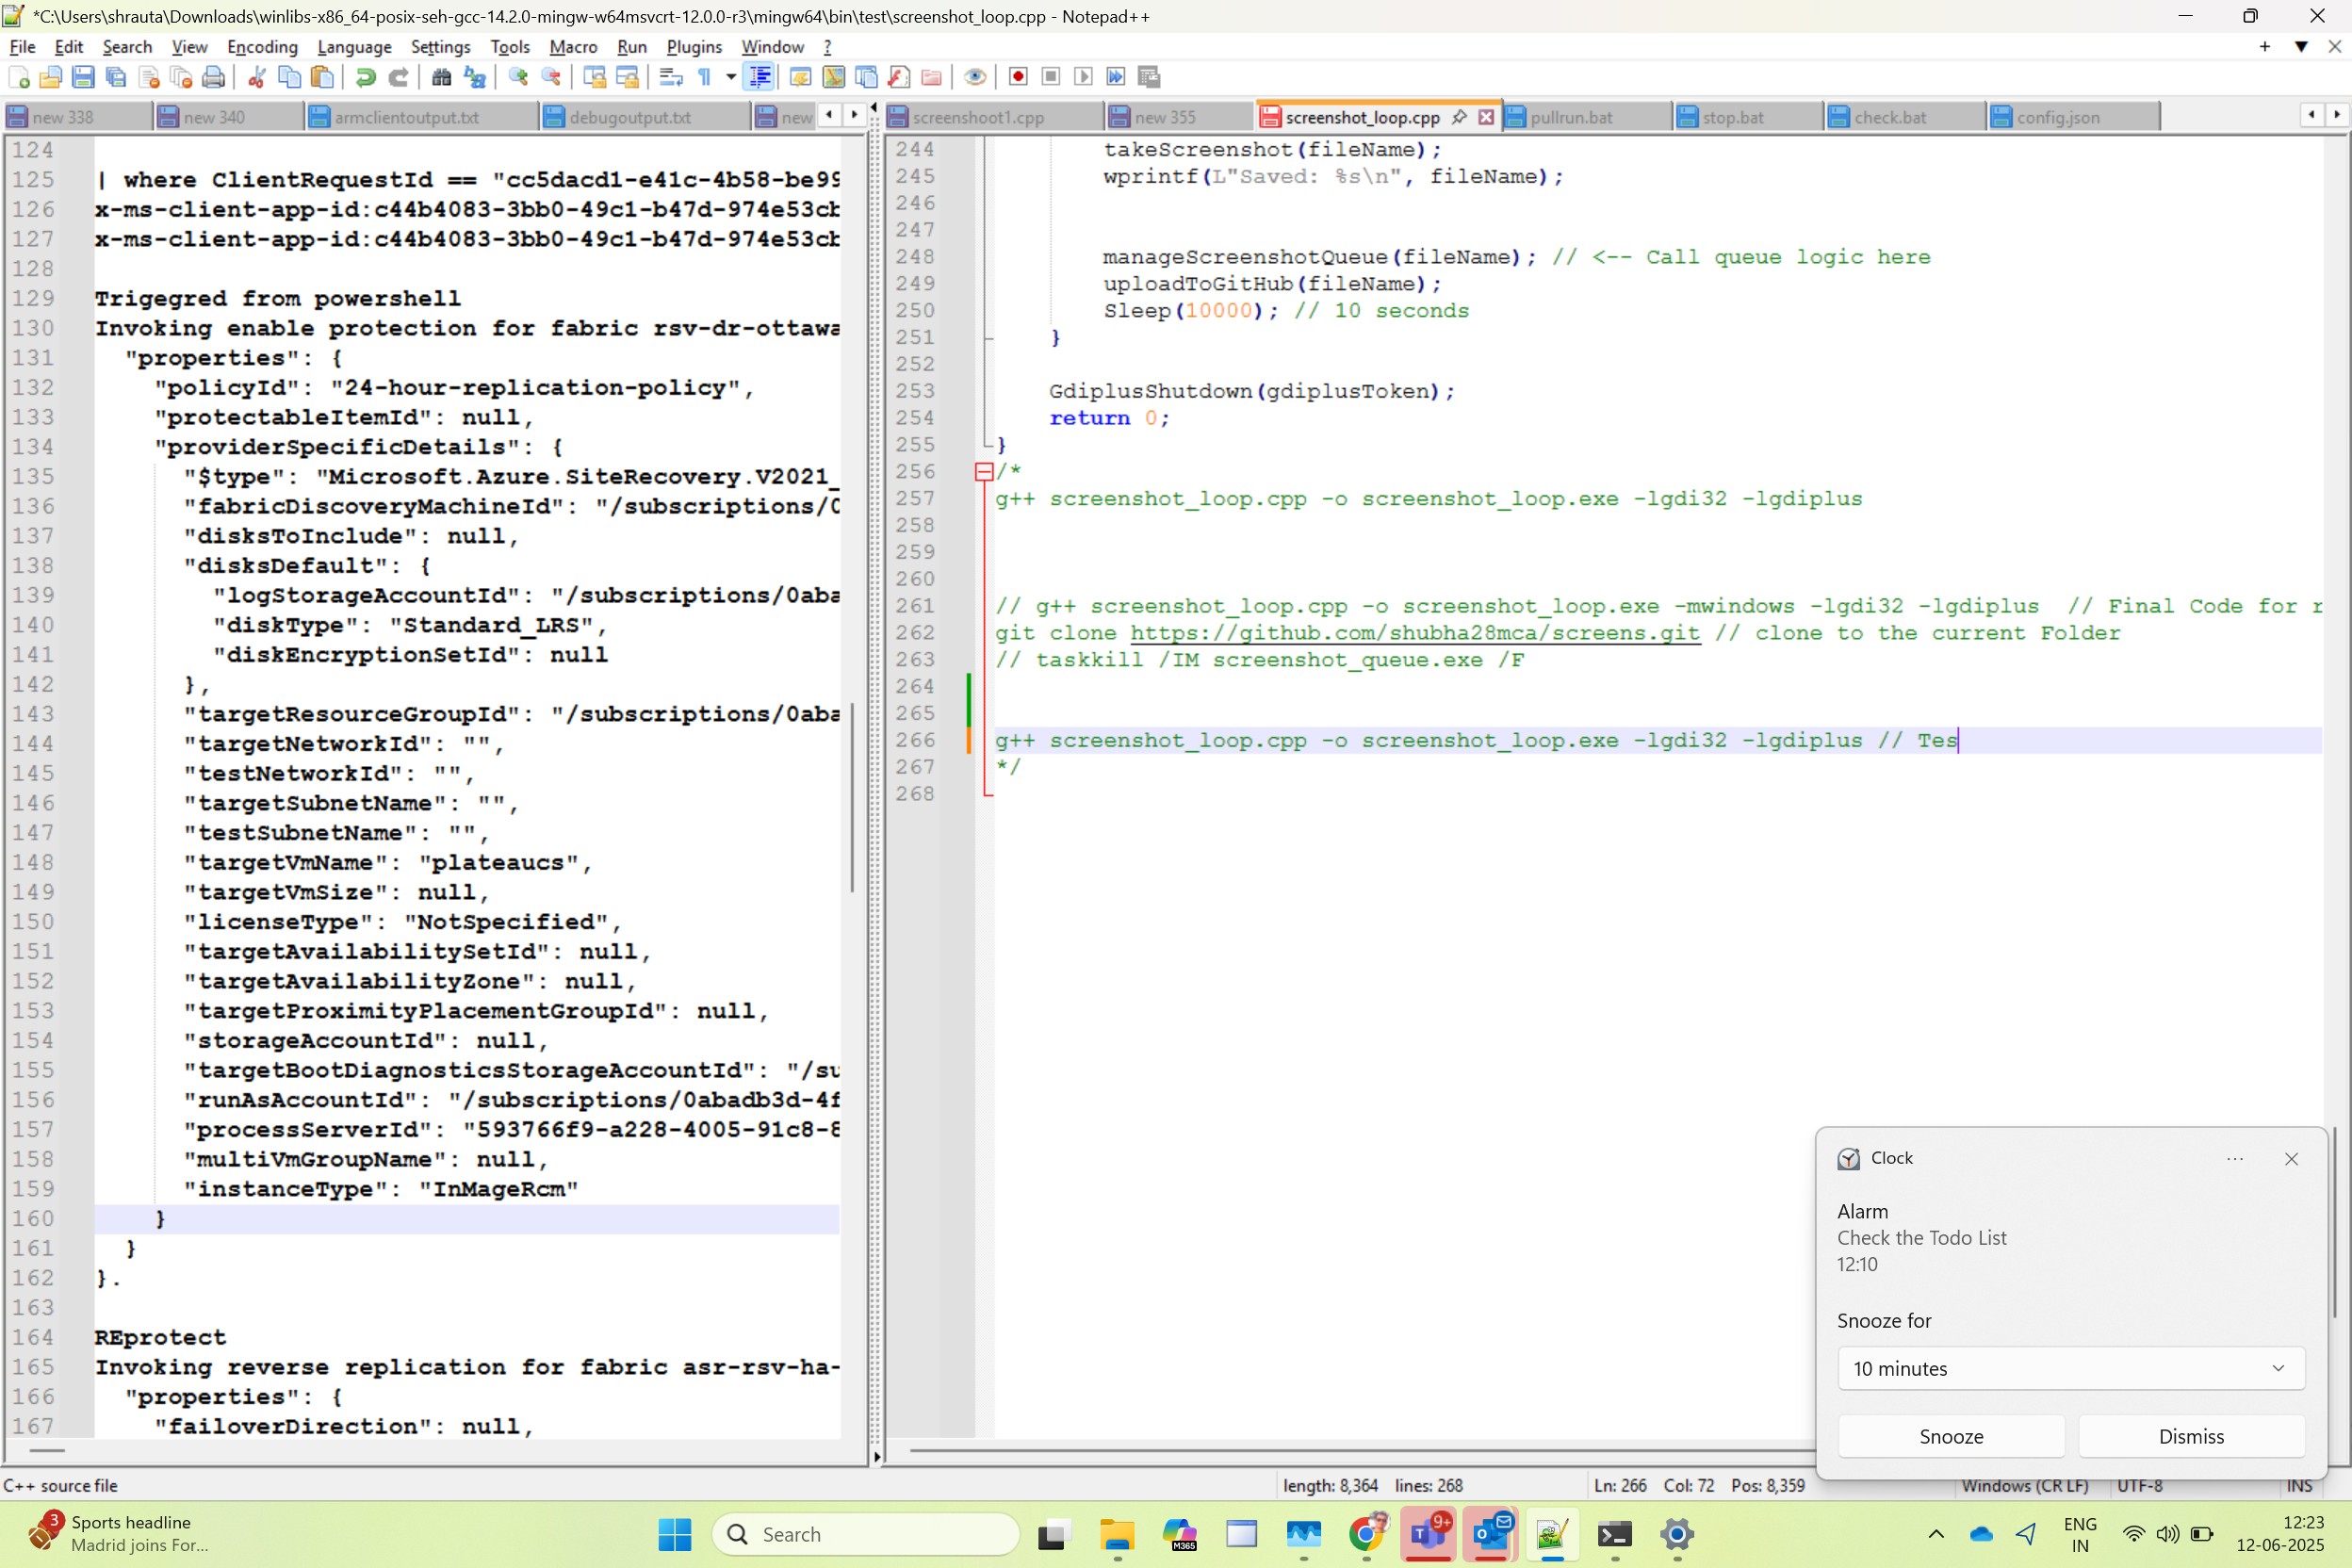 *C:\Users\shrauta\Downloads\winlibs-x86_64-posix-seh-gcc-14.2.0-mingw-w64msvcrt-12.0.0-r3\mingw64\bin\test\screenshot_loop.cpp - Notepad++
File Edit Search View Encoding Language Settings Tools Macro Run Plugins Window ?
new 338 new 340 armclientoutput.txt debugoutput.txt new
124
125 | where ClientRequestId == "cc5dacd1-e41c-4b58-be99
126 x-ms-client-app-id:c44b4083-3bb0-49c1-b47d-974e53cb
127 x-ms-client-app-id:c44b4083-3bb0-49c1-b47d-974e53cb
128
129 Trigegred from powershell
130 Invoking enable protection for fabric rsv-dr-ottawa
131 "properties": {
132 "policyId": "24-hour-replication-policy",
133 "protectableItemId": null,
134 "providerSpecificDetails": {
135 "$type": "Microsoft.Azure.SiteRecovery.V2021_
136 "fabricDiscoveryMachineId": "/subscriptions/0
137 "disksToInclude": null,
138 "disksDefault": {
139 "logStorageAccountId": "/subscriptions/0aba
140 "diskType": "Standard_LRS",
141 "diskEncryptionSetId": null
142 },
143 "targetResourceGroupId": "/subscriptions/0aba
144 "targetNetworkId": "",
145 "testNetworkId": "",
146 "targetSubnetName": "",
147 "testSubnetName": "",
148 "targetVmName": "plateaucs",
149 "targetVmSize": null,
150 "licenseType": "NotSpecified",
151 "targetAvailabilitySetId": null,
152 "targetAvailabilityZone": null,
153 "targetProximityPlacementGroupId": null,
154 "storageAccountId": null,
155 "targetBootDiagnosticsStorageAccountId": "/su
156 "runAsAccountId": "/subscriptions/0abadb3d-4f
157 "processServerId": "593766f9-a228-4005-91c8-8
158 "multiVmGroupName": null,
159 "instanceType": "InMageRcm"
160 }
161 }
162 }.
163
164 REprotect
165 Invoking reverse replication for fabric asr-rsv-ha-
166 "properties": {
167 "failoverDirection": null,
screenshoot1.cpp new 355 screenshot_loop.cpp pullrun.bat stop.bat check.bat config.json
244 takeScreenshot(fileName);
245 wprintf(L"Saved: %s\n", fileName);
246
247
248 manageScreenshotQueue(fileName); // <-- Call queue logic here
249 uploadToGitHub(fileName);
250 Sleep(10000); // 10 seconds
251 }
252
253 GdiplusShutdown(gdiplusToken);
254 return 0;
255 }
256 /*
257 g++ screenshot_loop.cpp -o screenshot_loop.exe -lgdi32 -lgdiplus
258
259
260
261 // g++ screenshot_loop.cpp -o screenshot_loop.exe -mwindows -lgdi32 -lgdiplus // Final Code for r
262 git clone https://github.com/shubha28mca/screens.git // clone to the current Folder
263 // taskkill /IM screenshot_queue.exe /F
264
265
266 g++ screenshot_loop.cpp -o screenshot_loop.exe -lgdi32 -lgdiplus // Tes
267 */
268
Clock
Alarm
Check the Todo List
12:10
Snooze for
10 minutes
Snooze Dismiss
C++ source file length: 8,364 lines: 268 Ln: 266 Col: 72 Pos: 8,359 Windows (CR LF) UTF-8 INS
3
Sports headline
Madrid joins For...
Search
M365
9+
ENG
IN
12:23
12-06-2025